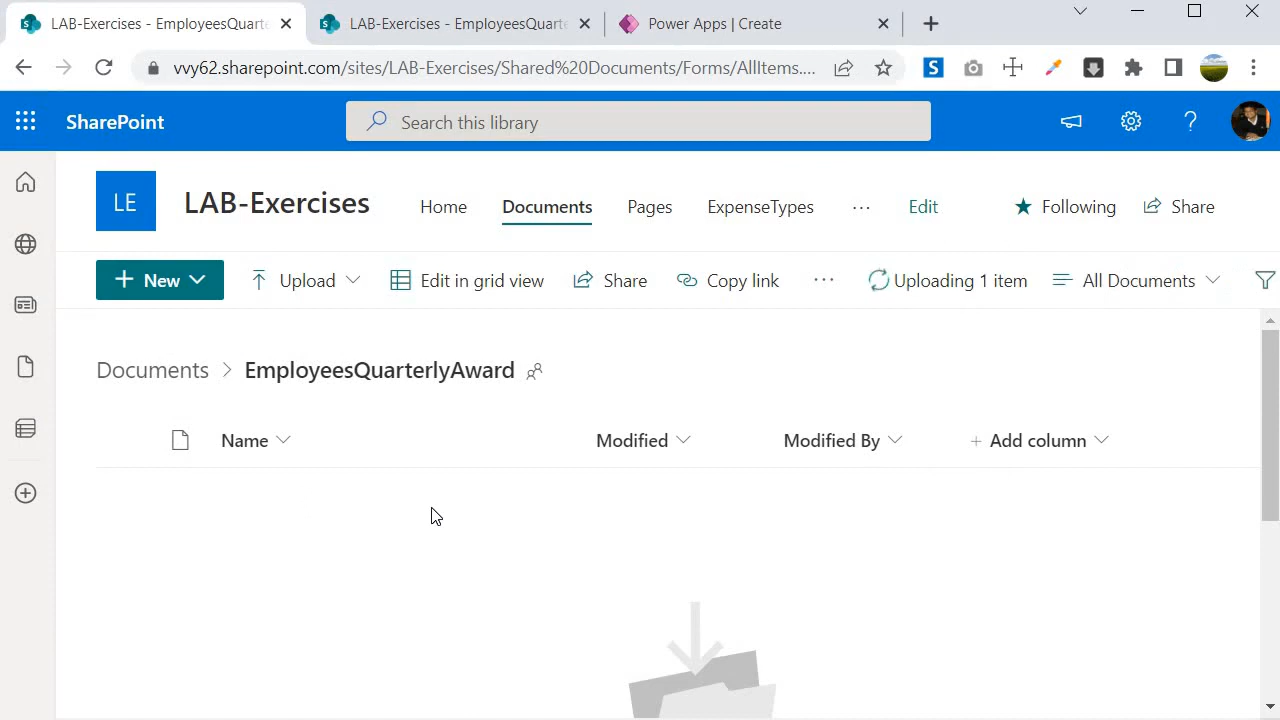 LAB-Exercises - EmployeesQuarte
LAB-Exercises - EmployeesQuarte
Power Apps | Create
vvy62.sharepoint.com/sites/LAB-Exercises/Shared%20Documents/Forms/AllItems....
S
SharePoint
Search this library
LE
LAB-Exercises
Home
Documents
Pages
ExpenseTypes
Edit
Following
Share
New
Upload
Edit in grid view
Share
Copy link
Uploading 1 item
All Documents
Documents > EmployeesQuarterlyAward
Name
Modified
Modified By
+ Add column